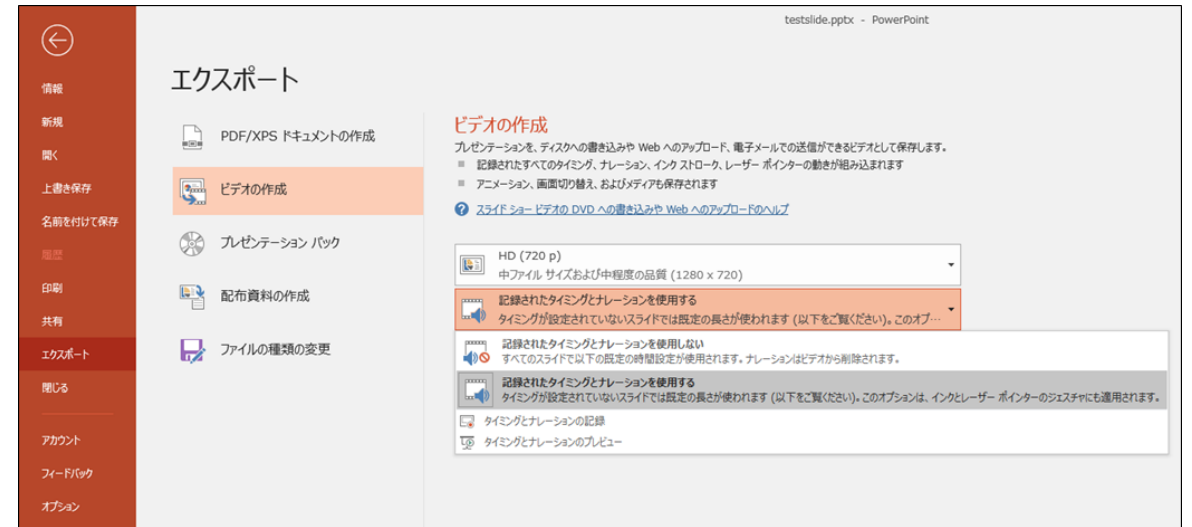 testslide.pptx - PowerPoint
情報
新規
開く
上書き保存
名前を付けて保存
履歴
印刷
共有
エクスポート
閉じる
アカウント
フィードバック
オプション
エクスポート
PDF/XPS ドキュメントの作成
ビデオの作成
プレゼンテーション パック
配布資料の作成
ファイルの種類の変更
ビデオの作成
プレゼンテーションを、ディスクへの書き込みや Web へのアップロード、電子メールでの送信ができるビデオとして保存します。
記録されたすべてのタイミング、ナレーション、インク ストローク、レーザー ポインターの動きが組み込まれます
アニメーション、画面切り替え、およびメディアも保存されます
スライド ショー ビデオの DVD への書き込みや Web へのアップロードのヘルプ
HD (720 p)
中ファイル サイズおよび中程度の品質 (1280 x 720)
記録されたタイミングとナレーションを使用する
タイミングが設定されていないスライドでは既定の長さが使われます (以下をご覧ください)。このオプ…
記録されたタイミングとナレーションを使用しない
すべてのスライドで以下の既定の時間設定が使用されます。ナレーションはビデオから削除されます。
記録されたタイミングとナレーションを使用する
タイミングが設定されていないスライドでは既定の長さが使われます (以下をご覧ください)。このオプションは、インクとレーザー ポインターのジェスチャにも適用されます。
タイミングとナレーションの記録
タイミングとナレーションのプレビュー